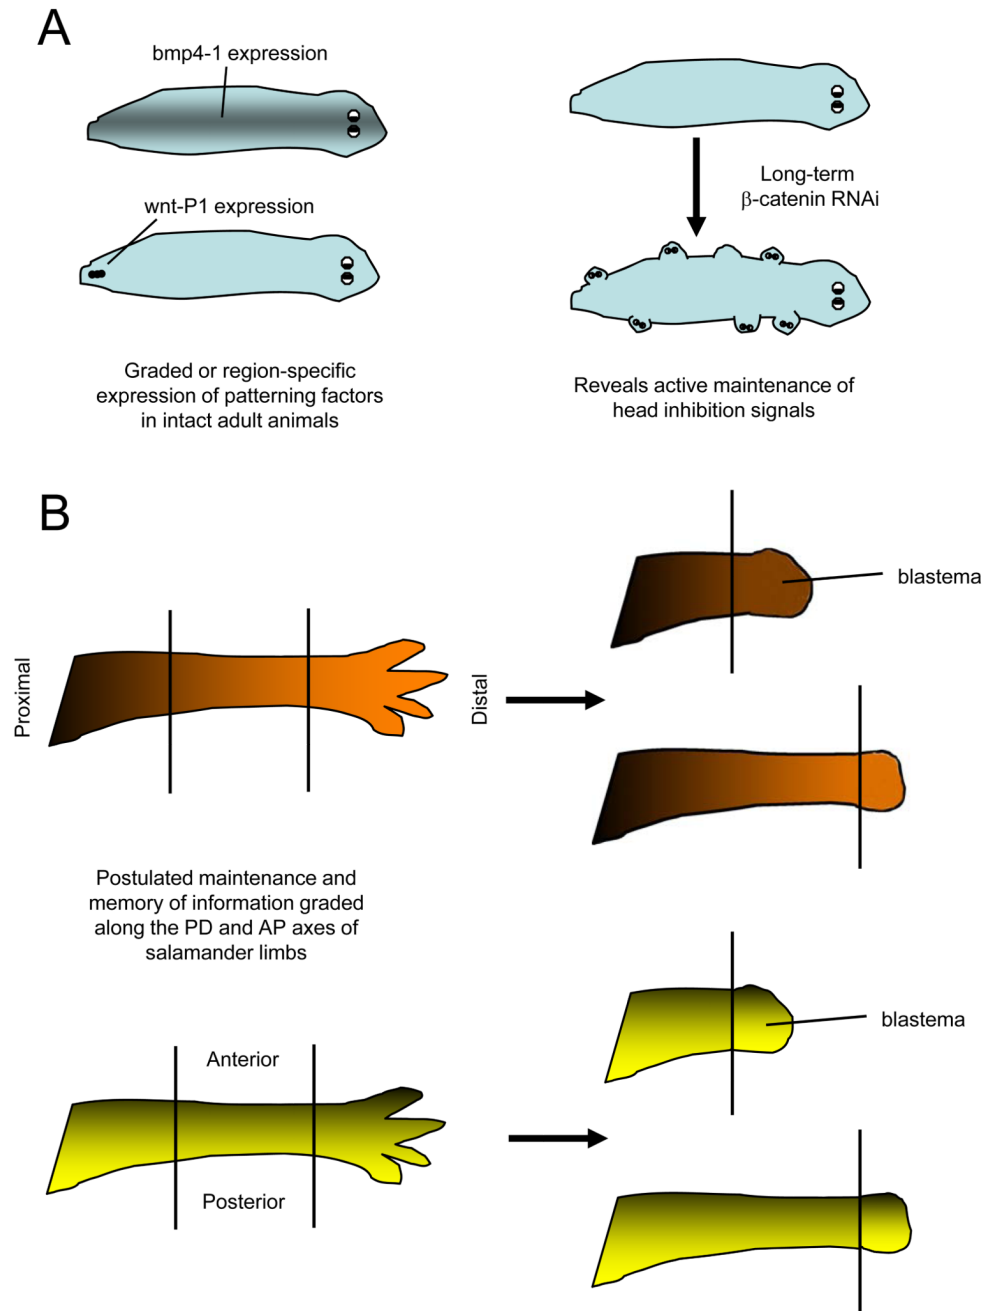 A
bmp4-1 expression
wnt-P1 expression
Graded or region-specific
expression of patterning factors
in intact adult animals
Long-term
β-catenin RNAi
Reveals active maintenance of
head inhibition signals
B
Proximal
Distal
blastema
Postulated maintenance and
memory of information graded
along the PD and AP axes of
salamander limbs
Anterior
Posterior
blastema